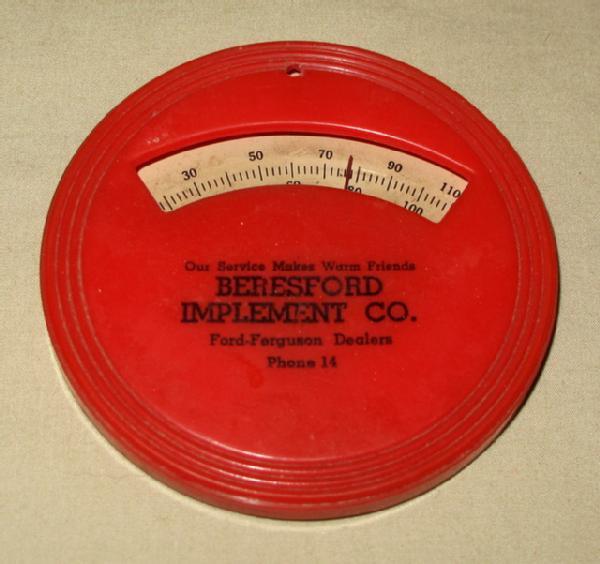 30 50 70 90 110
60 80 100
Our Service Makes Warm Friends
BERESFORD
IMPLEMENT CO.
Ford-Ferguson Dealers
Phone 14